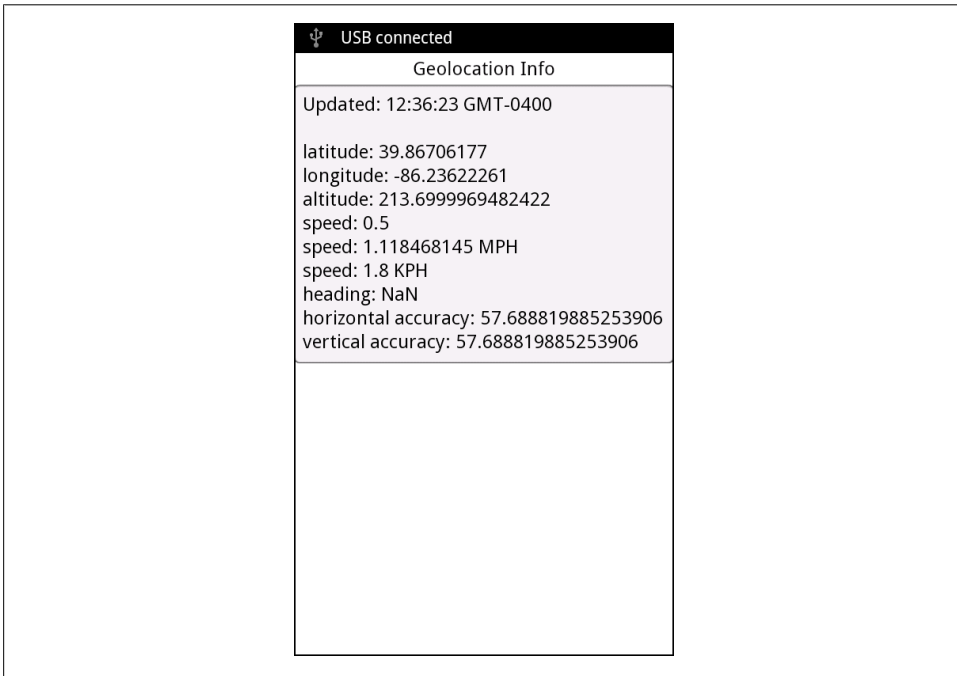 USB connected
Geolocation Info
Updated: 12:36:23 GMT-0400
latitude: 39.86706177
longitude: -86.23622261
altitude: 213.6999969482422
speed: 0.5
speed: 1.118468145 MPH
speed: 1.8 KPH
heading: NaN
horizontal accuracy: 57.688819885253906
vertical accuracy: 57.688819885253906